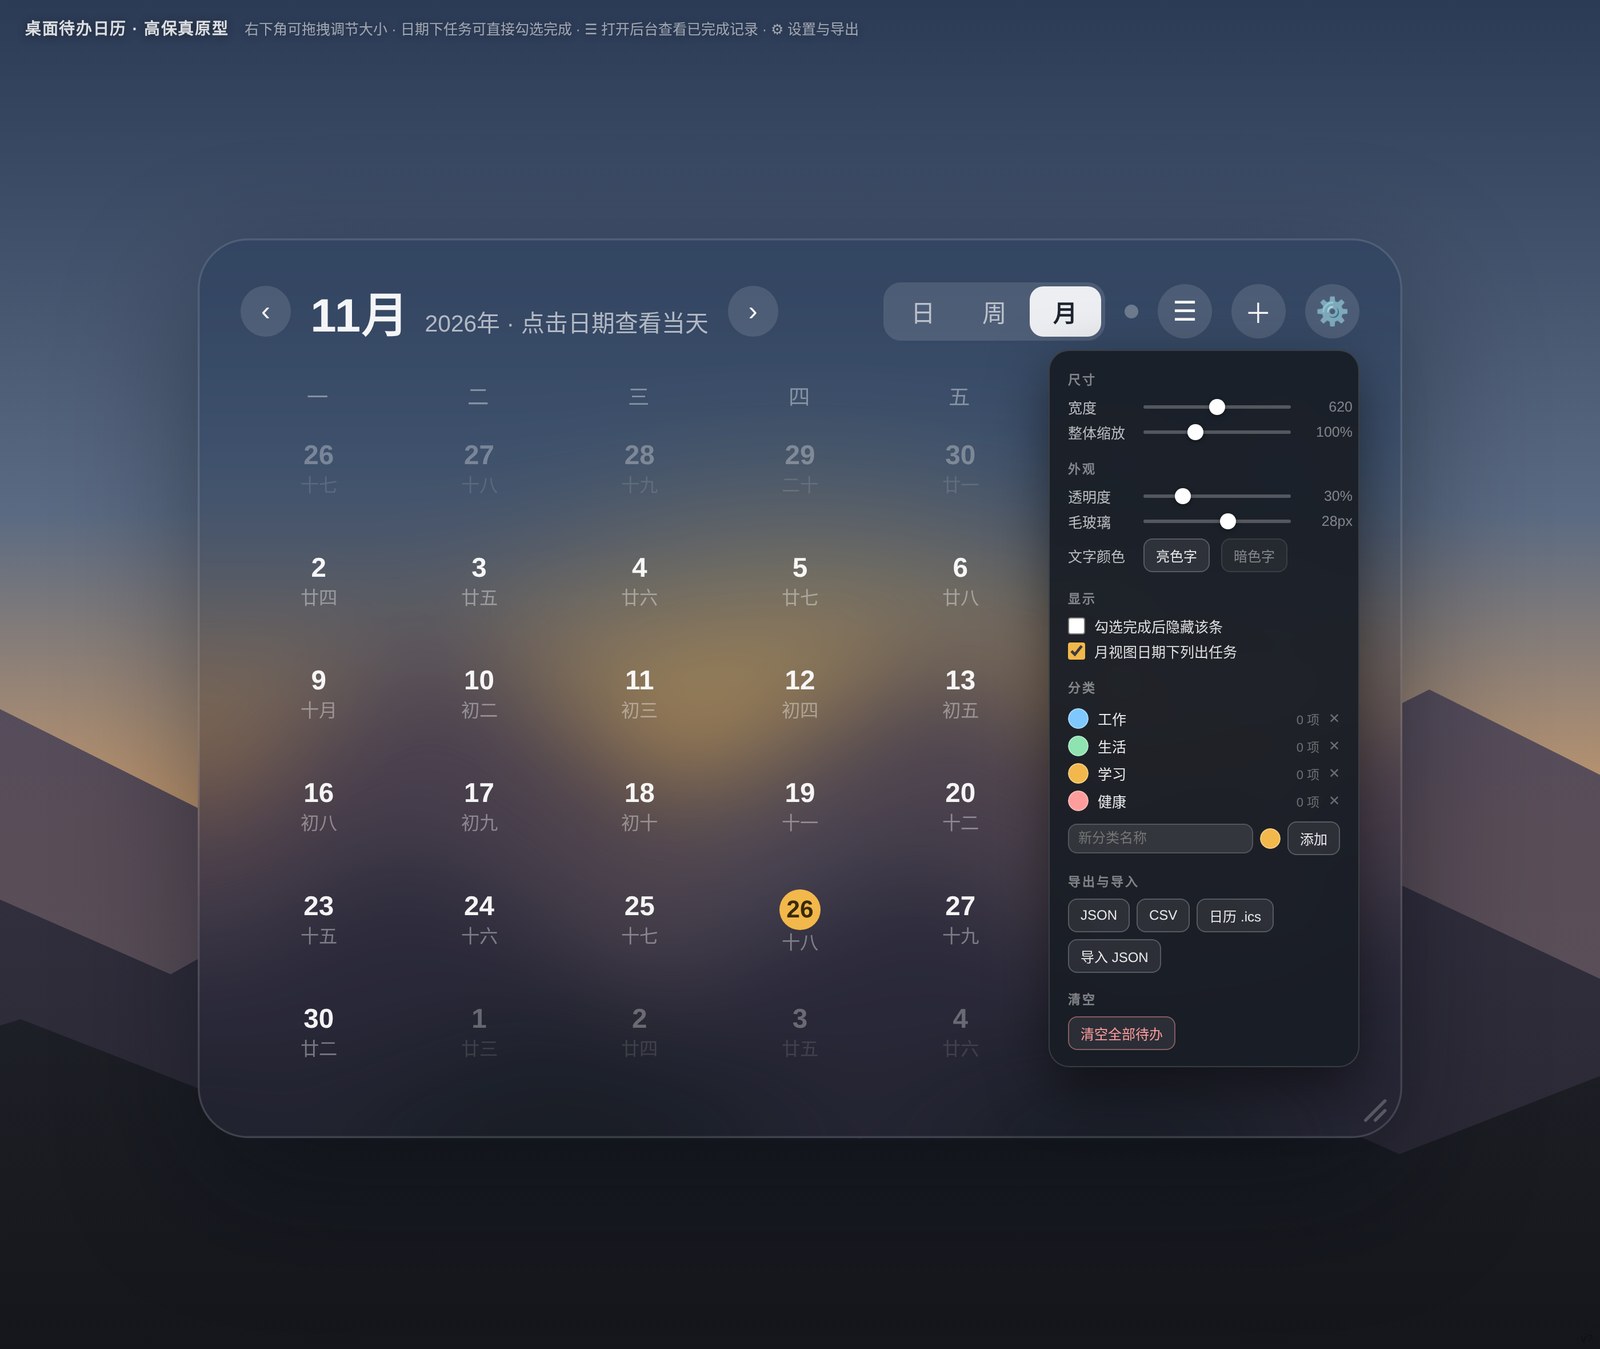 桌面待办日历 · 高保真原型 右下角可拖拽调节大小 · 日期下任务可直接勾选完成 · ☰ 打开后台查看已完成记录 · ⚙ 设置与导出
‹ 11月 2026年 · 点击日期查看当天 › 日 周 月 ☰ + ⚙️
一 二 三 四 五
26 27 28 29 30
十七 十八 十九 二十 廿一
2 3 4 5 6
廿四 廿五 廿六 廿七 廿八
9 10 11 12 13
十月 初二 初三 初四 初五
16 17 18 19 20
初八 初九 初十 十一 十二
23 24 25 26 27
十五 十六 十七 十八 十九
30 1 2 3 4
廿二 廿三 廿四 廿五 廿六
尺寸
宽度 620
整体缩放 100%
外观
透明度 30%
毛玻璃 28px
文字颜色 亮色字 暗色字
显示
勾选完成后隐藏该条
月视图日期下列出任务
分类
工作 0 项 ✕
生活 0 项 ✕
学习 0 项 ✕
健康 0 项 ✕
新分类名称 添加
导出与导入
JSON CSV 日历 .ics
导入 JSON
清空
清空全部待办